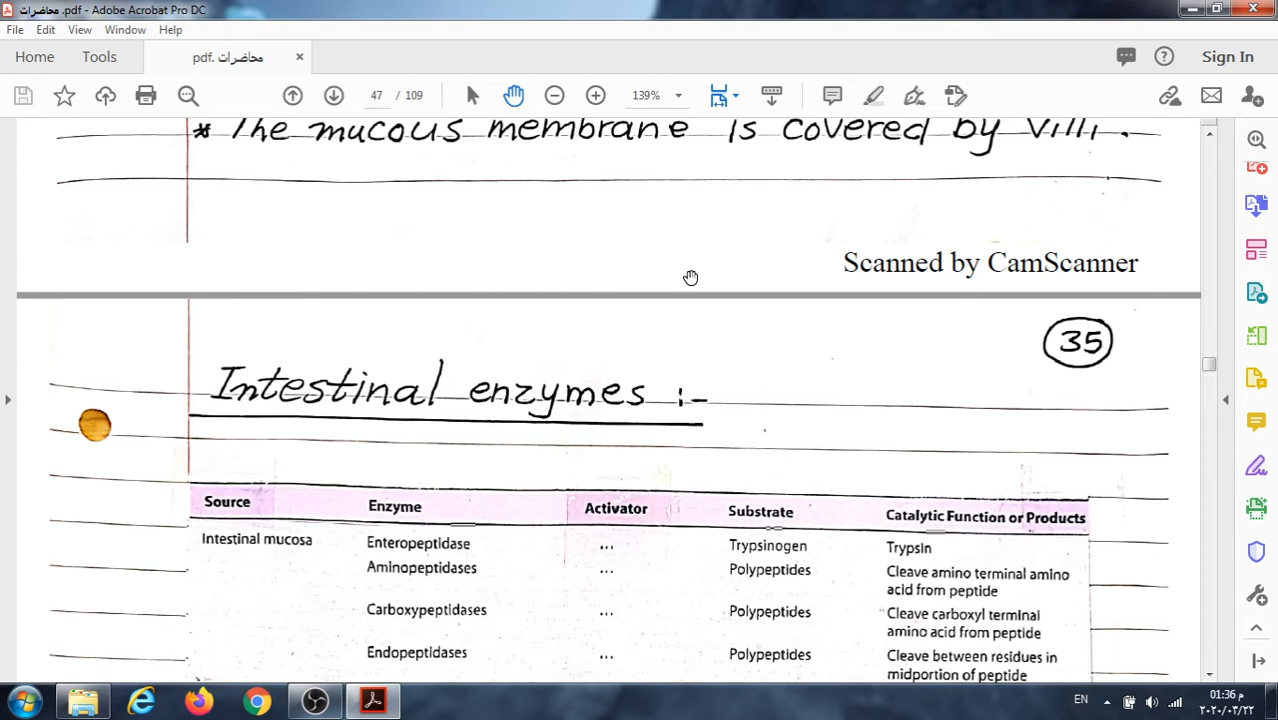 محاضرات.pdf - Adobe Acrobat Pro DC
File Edit View Window Help
Home Tools محاضرات.pdf × Sign In
47 / 109 139%
* The mucous membrane is covered by villi.
Scanned by CamScanner
35
Intestinal enzymes :-
Source Enzyme Activator Substrate Catalytic Function or Products
Intestinal mucosa Enteropeptidase ... Trypsinogen Trypsin
Aminopeptidases ... Polypeptides Cleave amino terminal amino
acid from peptide
Carboxypeptidases ... Polypeptides Cleave carboxyl terminal
amino acid from peptide
Endopeptidases ... Polypeptides Cleave between residues in
midportion of peptide
EN
01:36 م
٢٠٢٠/٠٣/٢٢